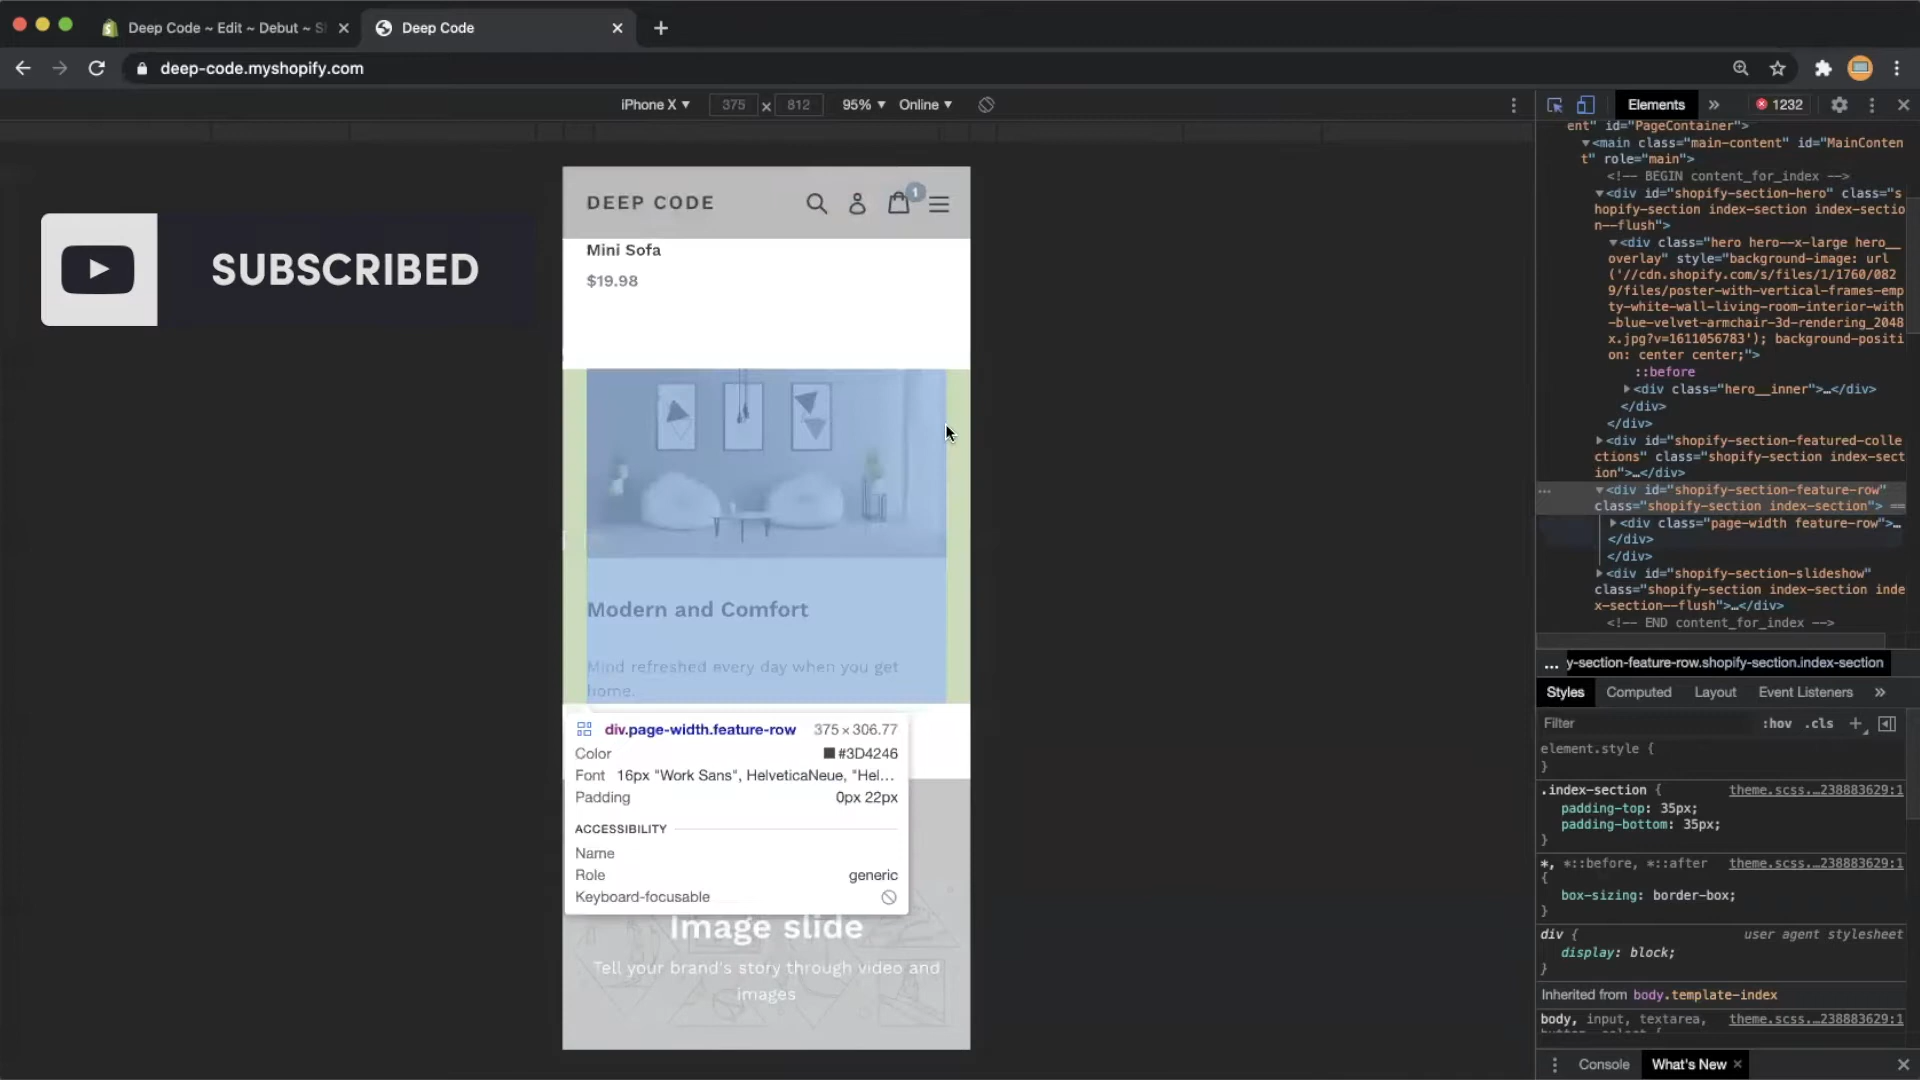 Deep Code ~ Edit ~ Debut ~ S
Deep Code
deep-code.myshopify.com
iPhone X ▾ 375 x 812 95% ▾ Online ▾
Elements » 1232
SUBSCRIBED
DEEP CODE 1
Mini Sofa
$19.98
Modern and Comfort
Mind refreshed every day when you get
home.
div.page-width.feature-row 375 × 306.77
Color #3D4246
Font 16px "Work Sans", HelveticaNeue, "Hel...
Padding 0px 22px
ACCESSIBILITY
Name
Role generic
Keyboard-focusable
Image slide
Tell your brand's story through video and
images
ent" id="PageContainer">
▼<main class="main-content" id="MainConten
t" role="main">
<!-- BEGIN content_for_index -->
▼<div id="shopify-section-hero" class="s
hopify-section index-section index-sectio
n--flush">
▼<div class="hero hero--x-large hero__
overlay" style="background-image: url
('//cdn.shopify.com/s/files/1/1760/082
9/files/poster-with-vertical-frames-emp
ty-white-wall-living-room-interior-with
-blue-velvet-armchair-3d-rendering_2048
x.jpg?v=1611056783'); background-positi
on: center center;">
::before
▶<div class="hero__inner">…</div>
</div>
</div>
▶<div id="shopify-section-featured-colle
ctions" class="shopify-section index-sect
ion">…</div>
… ▼<div id="shopify-section-feature-row"
class="shopify-section index-section"> ==
▶<div class="page-width feature-row">…
</div>
</div>
▶<div id="shopify-section-slideshow"
class="shopify-section index-section inde
x-section--flush">…</div>
<!-- END content_for_index -->
... y-section-feature-row.shopify-section.index-section
Styles Computed Layout Event Listeners »
Filter :hov .cls +
element.style {
}
.index-section { theme.scss.…238883629:1
padding-top: 35px;
padding-bottom: 35px;
}
*, *::before, *::after theme.scss.…238883629:1
{
box-sizing: border-box;
}
div { user agent stylesheet
display: block;
}
Inherited from body.template-index
body, input, textarea, theme.scss.…238883629:1
Console What's New ×